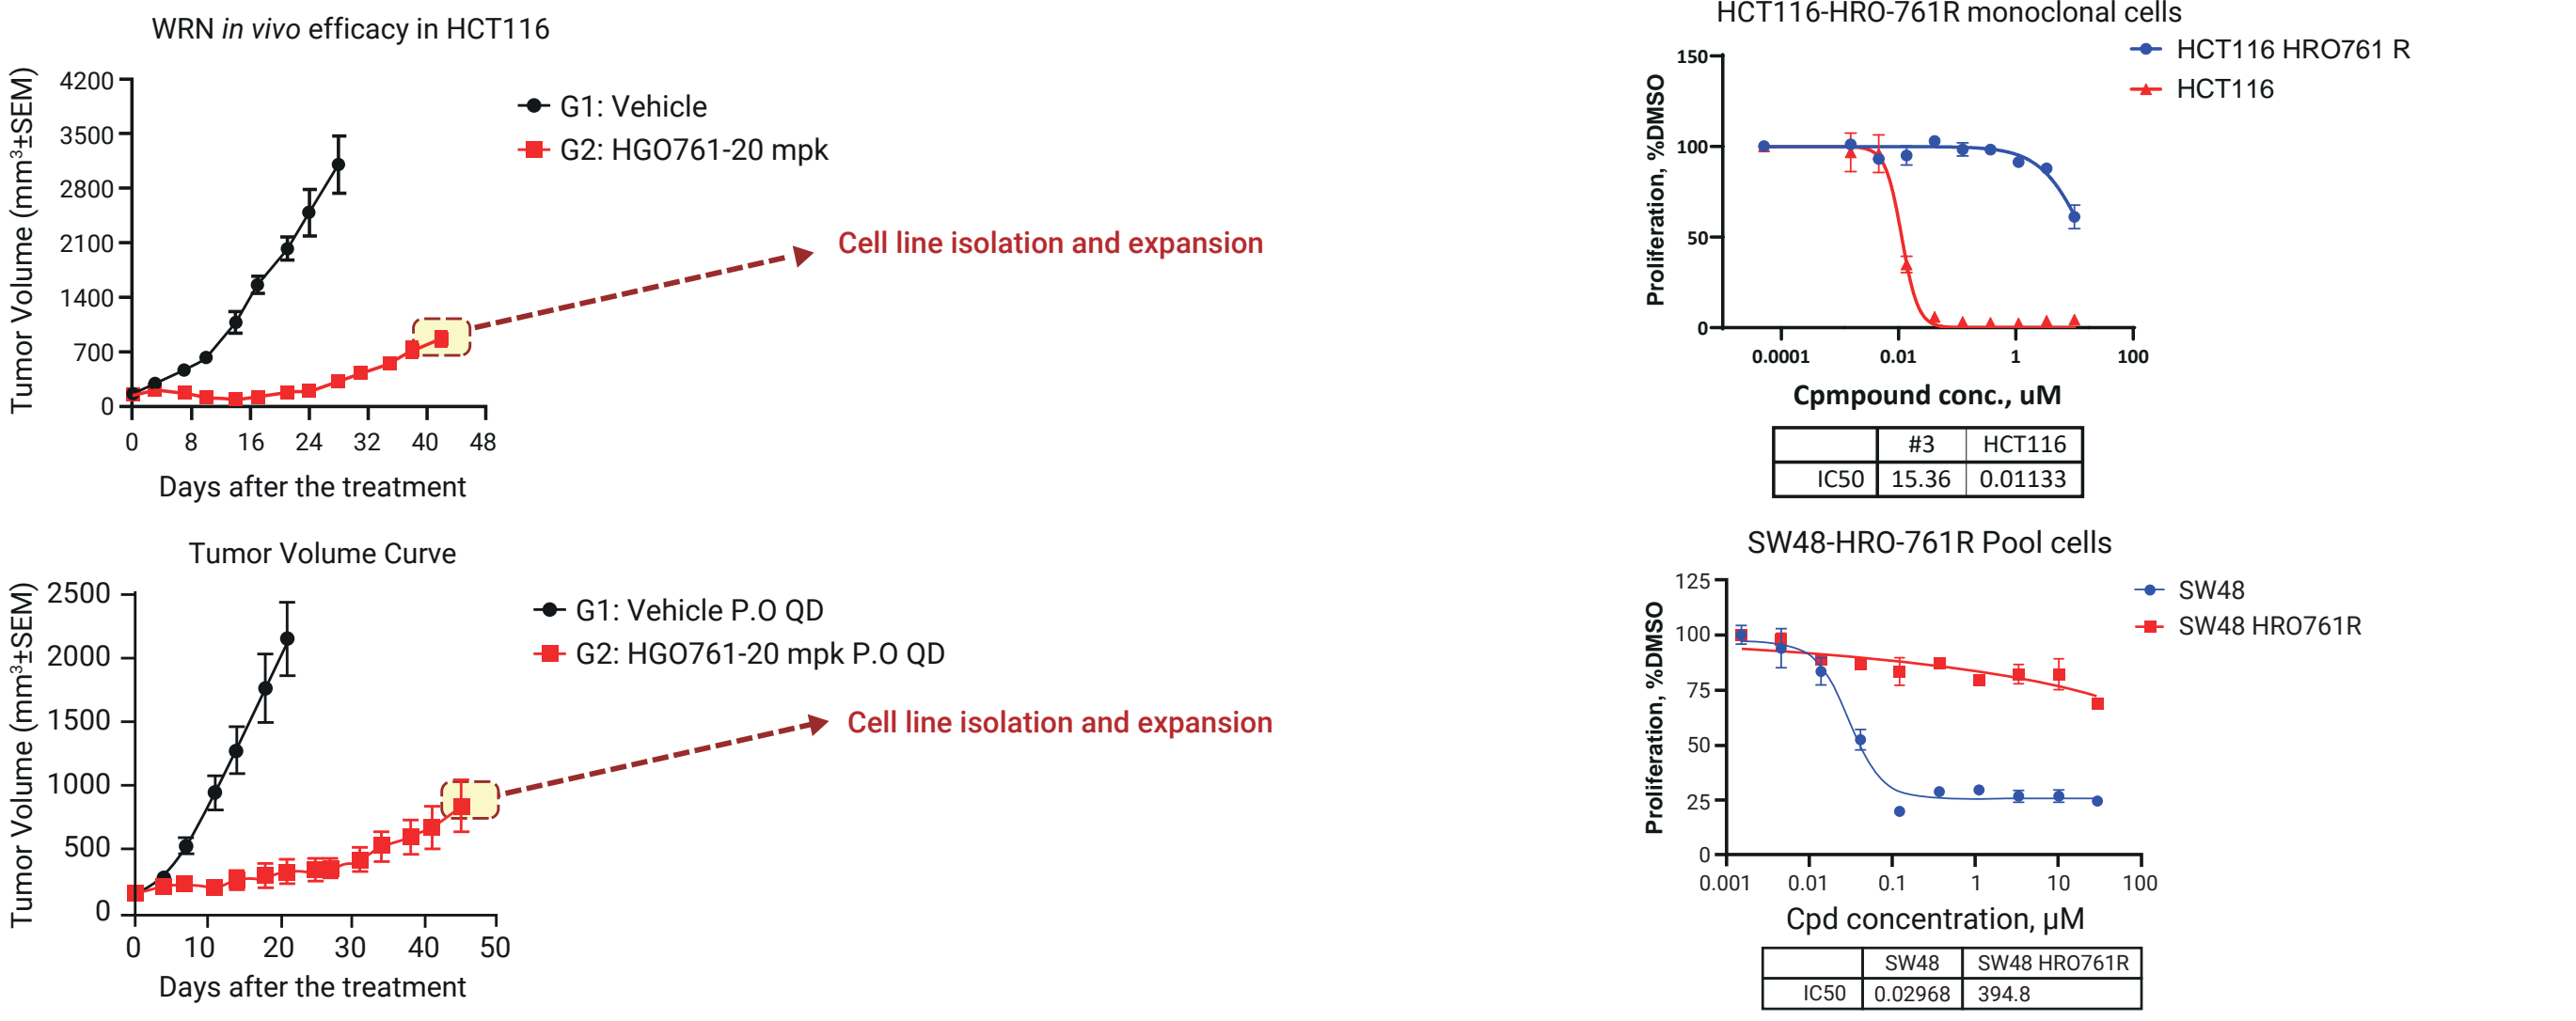 WRN in vivo efficacy in HCT116
Tumor Volume (mm³±SEM)
4200
3500
2800
2100
1400
700
0
0 8 16 24 32 40 48
Days after the treatment
G1: Vehicle
G2: HGO761-20 mpk
Cell line isolation and expansion
HCT116-HRO-761R monoclonal cells
Proliferation, %DMSO
150
100
50
0
0.0001 0.01 1 100
Cpmpound conc., uM
HCT116 HRO761 R
HCT116
#3 HCT116
IC50 15.36 0.01133
Tumor Volume Curve
Tumor Volume (mm³±SEM)
2500
2000
1500
1000
500
0
0 10 20 30 40 50
Days after the treatment
G1: Vehicle P.O QD
G2: HGO761-20 mpk P.O QD
Cell line isolation and expansion
SW48-HRO-761R Pool cells
Proliferation, %DMSO
125
100
75
50
25
0
0.001 0.01 0.1 1 10 100
Cpd concentration, µM
SW48
SW48 HRO761R
SW48 SW48 HRO761R
IC50 0.02968 394.8